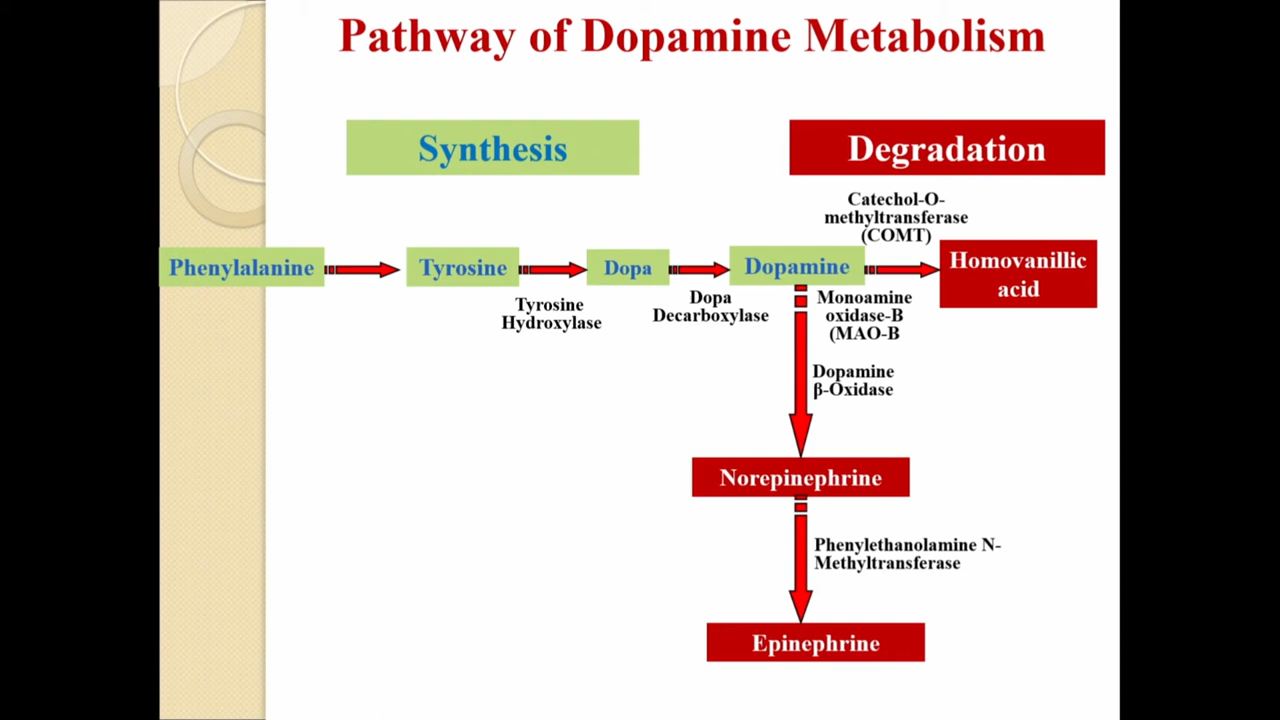 Pathway of Dopamine Metabolism
Synthesis
Degradation
Catechol-O-
methyltransferase
(COMT)
Phenylalanine
Tyrosine
Dopa
Dopamine
Homovanillic
acid
Tyrosine
Hydroxylase
Dopa
Decarboxylase
Monoamine
oxidase-B
(MAO-B
Dopamine
β-Oxidase
Norepinephrine
Phenylethanolamine N-
Methyltransferase
Epinephrine